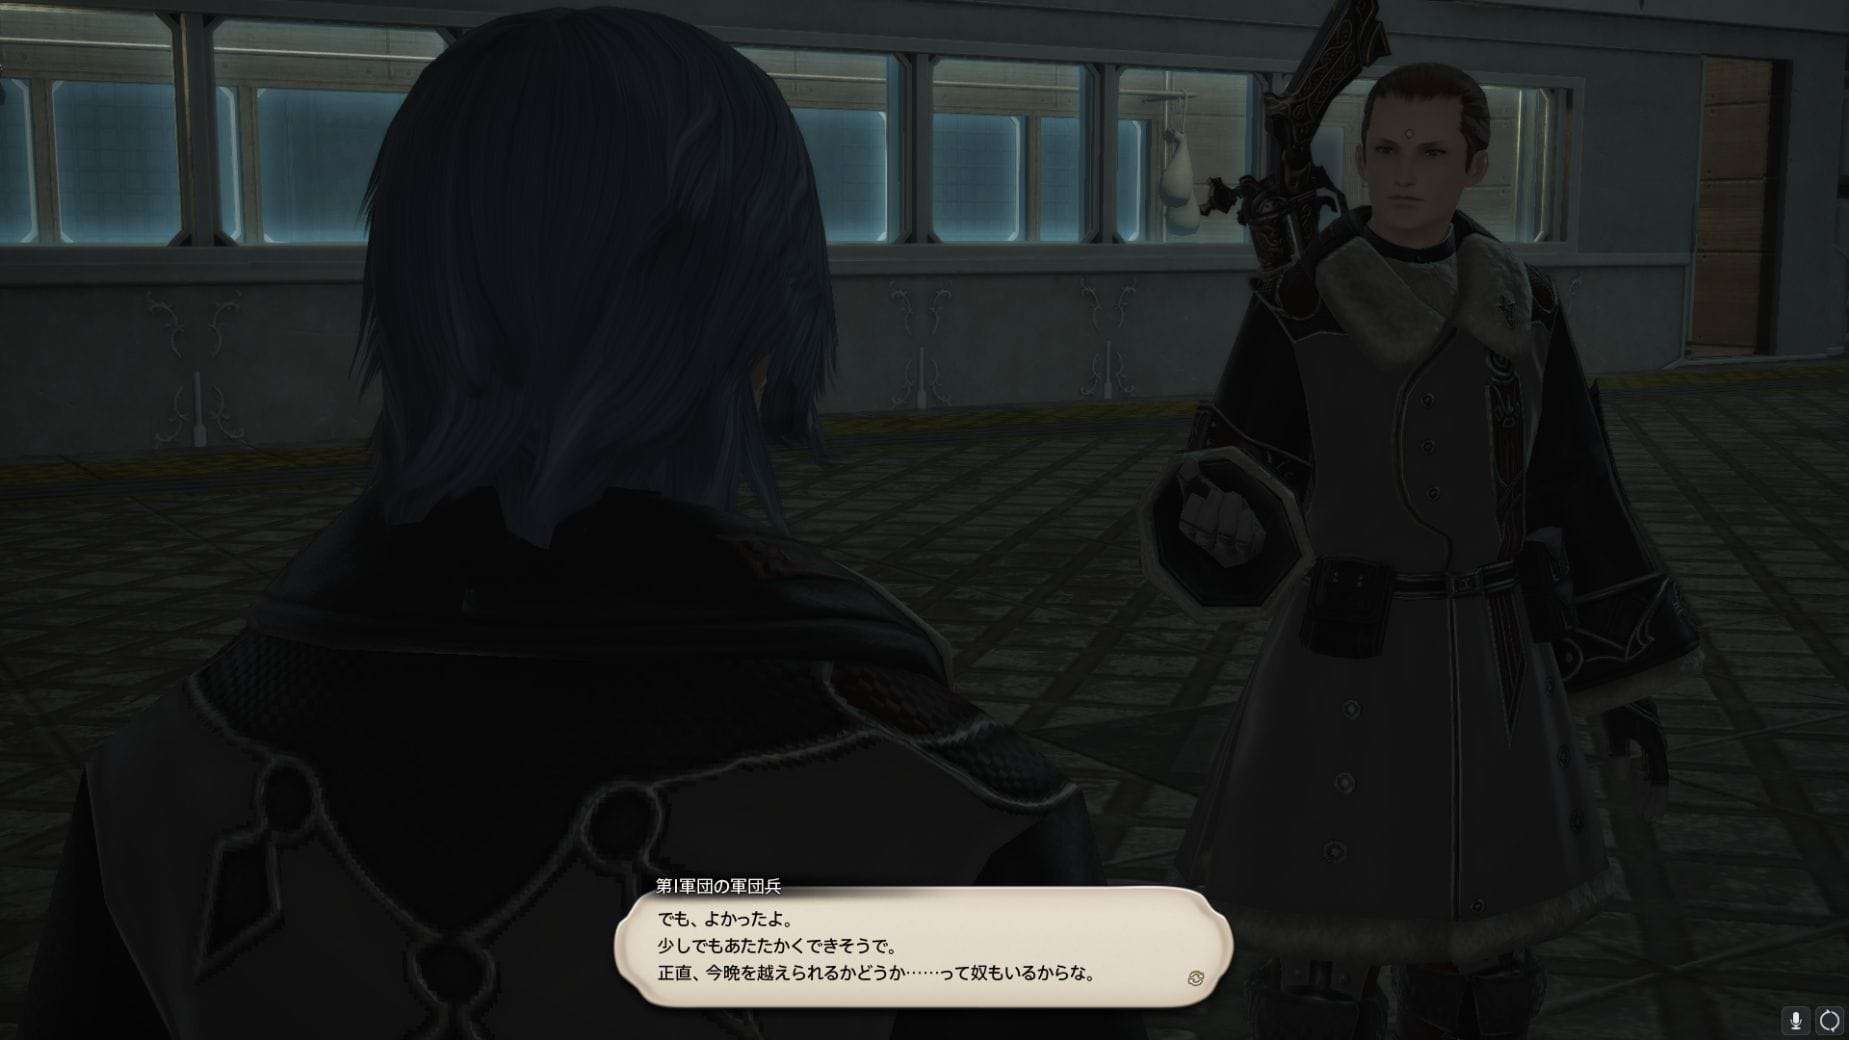 第I軍団の軍団兵
でも、よかったよ。
少しでもあたたかくできそうで。
正直、今晩を越えられるかどうか……って奴もいるからな。